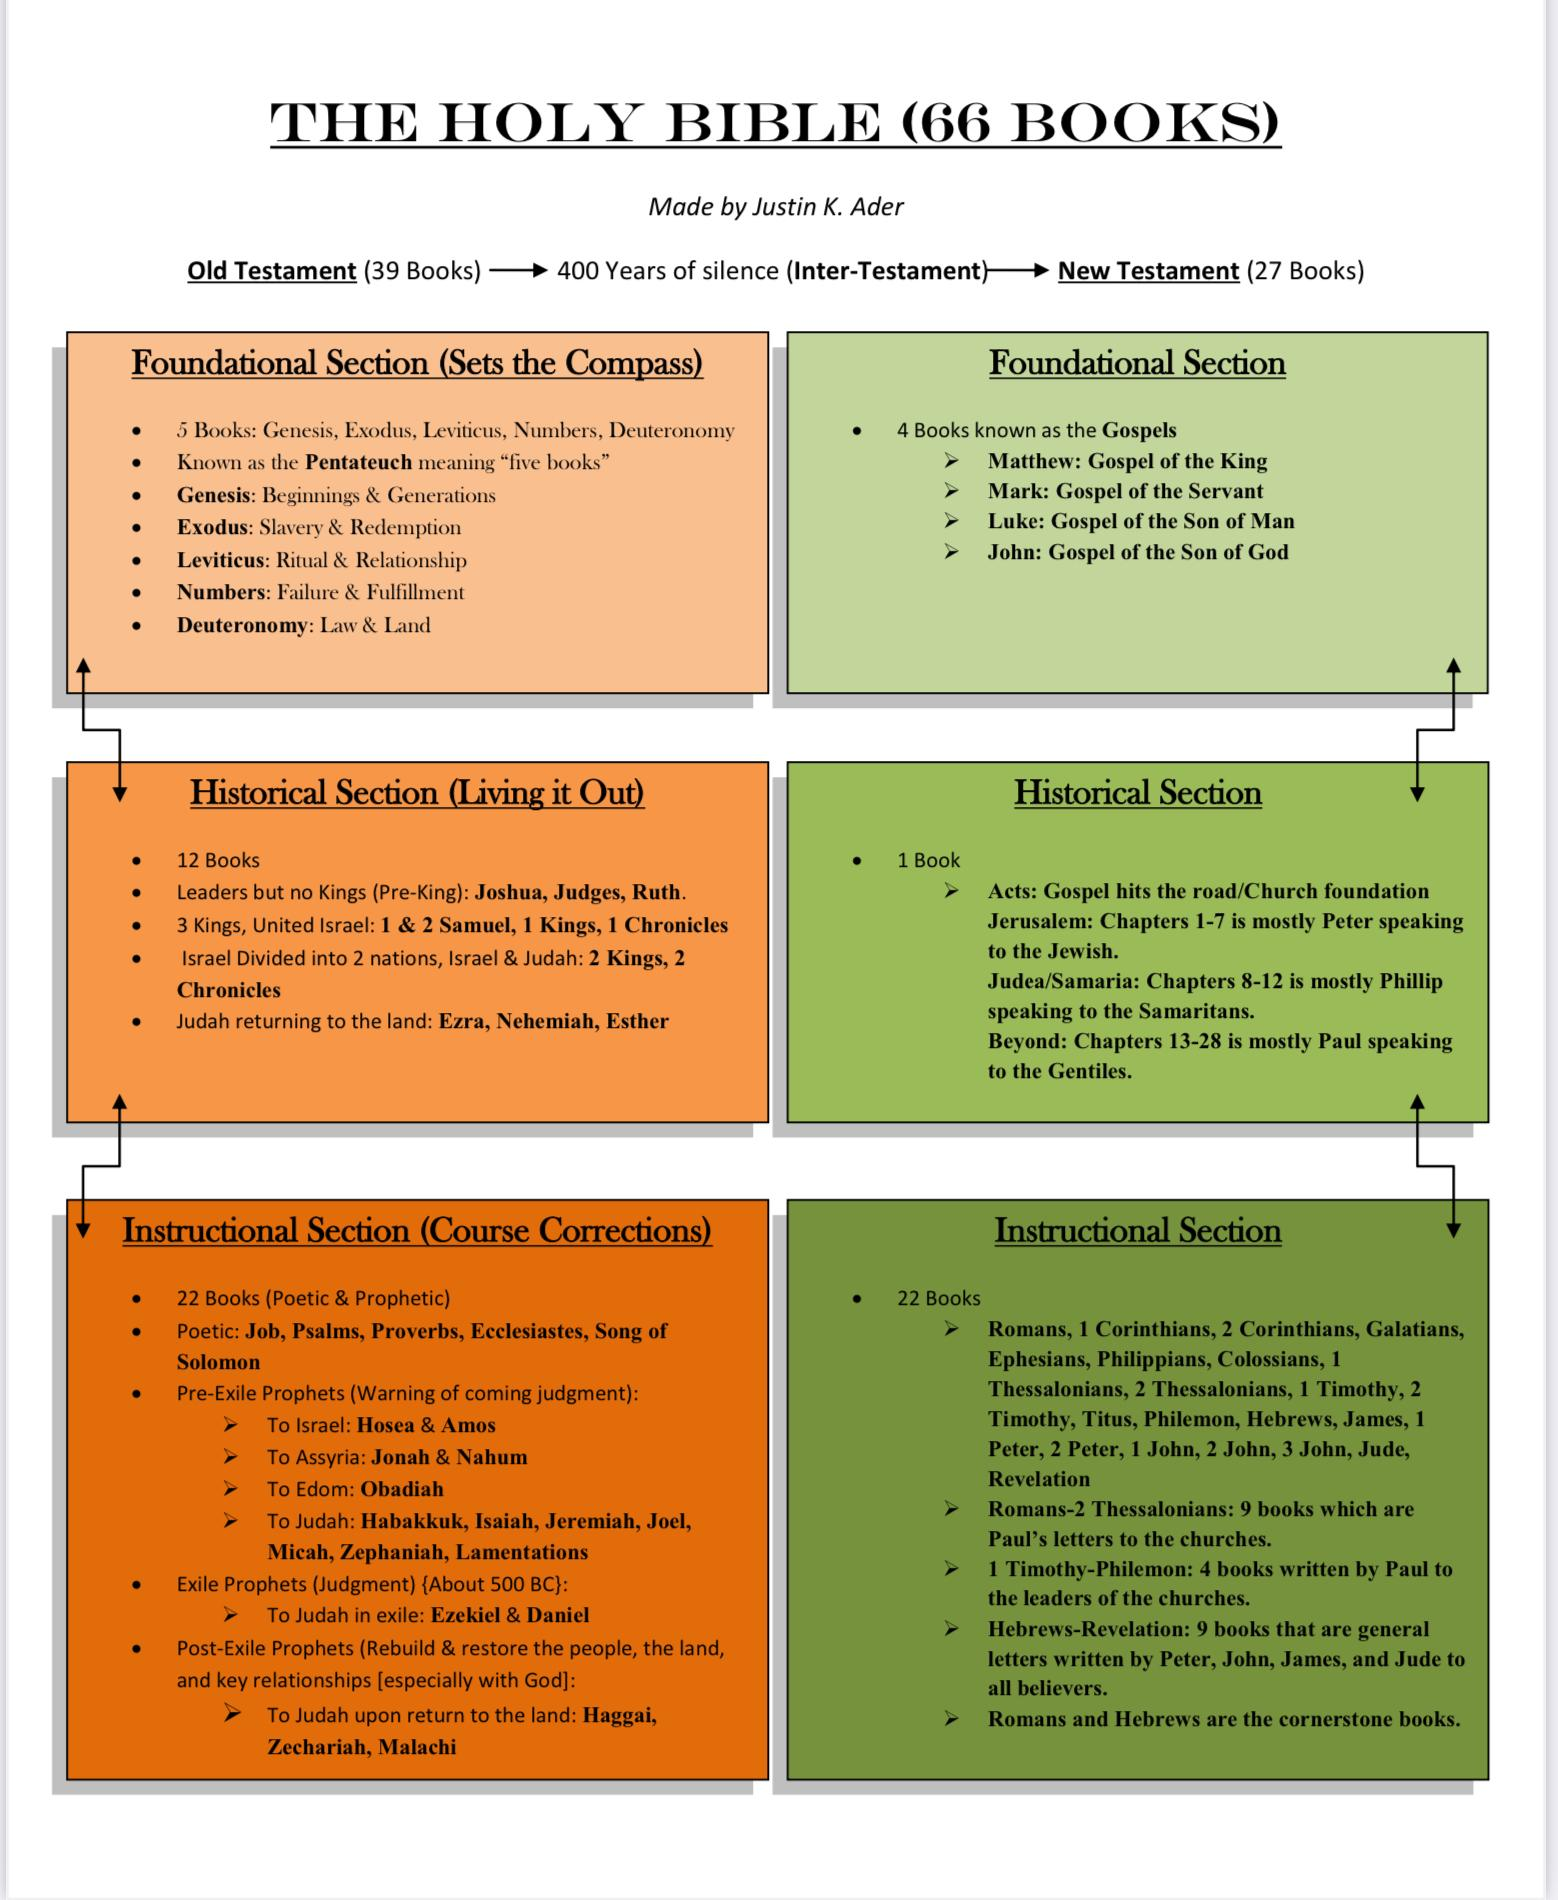 THE HOLY BIBLE (66 BOOKS)
Made by Justin K. Ader
Old Testament (39 Books) → 400 Years of silence (Inter-Testament) → New Testament (27 Books)
Foundational Section (Sets the Compass)
• 5 Books: Genesis, Exodus, Leviticus, Numbers, Deuteronomy
• Known as the Pentateuch meaning “five books”
• Genesis: Beginnings & Generations
• Exodus: Slavery & Redemption
• Leviticus: Ritual & Relationship
• Numbers: Failure & Fulfillment
• Deuteronomy: Law & Land
Historical Section (Living it Out)
• 12 Books
• Leaders but no Kings (Pre-King): Joshua, Judges, Ruth.
• 3 Kings, United Israel: 1 & 2 Samuel, 1 Kings, 1 Chronicles
• Israel Divided into 2 nations, Israel & Judah: 2 Kings, 2
Chronicles
• Judah returning to the land: Ezra, Nehemiah, Esther
Instructional Section (Course Corrections)
• 22 Books (Poetic & Prophetic)
• Poetic: Job, Psalms, Proverbs, Ecclesiastes, Song of
Solomon
• Pre-Exile Prophets (Warning of coming judgment):
➢ To Israel: Hosea & Amos
➢ To Assyria: Jonah & Nahum
➢ To Edom: Obadiah
➢ To Judah: Habakkuk, Isaiah, Jeremiah, Joel,
Micah, Zephaniah, Lamentations
• Exile Prophets (Judgment) {About 500 BC}:
➢ To Judah in exile: Ezekiel & Daniel
• Post-Exile Prophets (Rebuild & restore the people, the land,
and key relationships [especially with God]:
➢ To Judah upon return to the land: Haggai,
Zechariah, Malachi
Foundational Section
• 4 Books known as the Gospels
➢ Matthew: Gospel of the King
➢ Mark: Gospel of the Servant
➢ Luke: Gospel of the Son of Man
➢ John: Gospel of the Son of God
Historical Section
• 1 Book
➢ Acts: Gospel hits the road/Church foundation
Jerusalem: Chapters 1-7 is mostly Peter speaking
to the Jewish.
Judea/Samaria: Chapters 8-12 is mostly Phillip
speaking to the Samaritans.
Beyond: Chapters 13-28 is mostly Paul speaking
to the Gentiles.
Instructional Section
• 22 Books
➢ Romans, 1 Corinthians, 2 Corinthians, Galatians,
Ephesians, Philippians, Colossians, 1
Thessalonians, 2 Thessalonians, 1 Timothy, 2
Timothy, Titus, Philemon, Hebrews, James, 1
Peter, 2 Peter, 1 John, 2 John, 3 John, Jude,
Revelation
➢ Romans-2 Thessalonians: 9 books which are
Paul’s letters to the churches.
➢ 1 Timothy-Philemon: 4 books written by Paul to
the leaders of the churches.
➢ Hebrews-Revelation: 9 books that are general
letters written by Peter, John, James, and Jude to
all believers.
➢ Romans and Hebrews are the cornerstone books.